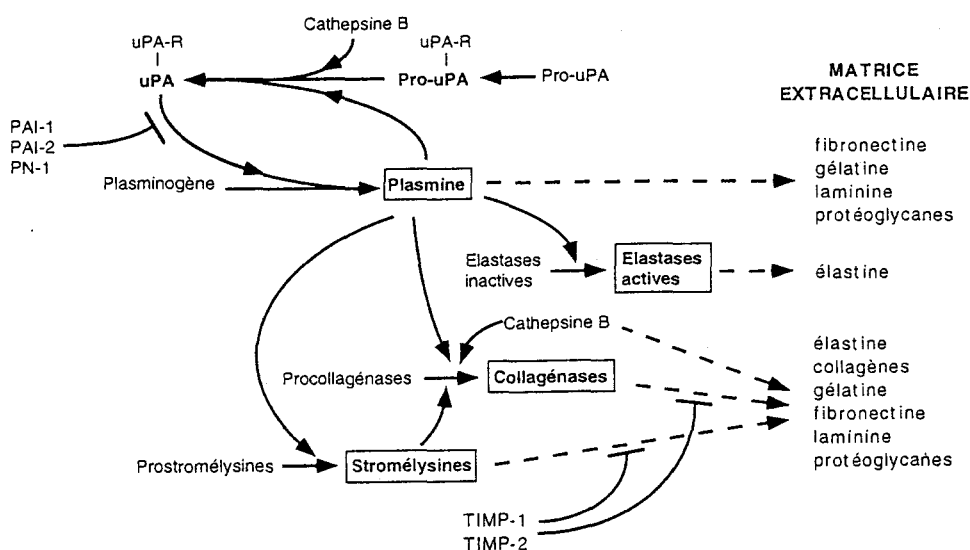 Cathepsine B
uPA-R
uPA-R
uPA
Pro-uPA
Pro-uPA
MATRICE
EXTRACELLULAIRE
PAI-1
PAI-2
PN-1
fibronectine
gélatine
laminine
protéoglycanes
Plasminogène
Plasmine
Elastases
inactives
Elastases
actives
élastine
Cathepsine B
Procollagénases
Collagénases
élastine
collagènes
gélatine
fibronectine
laminine
protéoglycanes
Prostromélysines
Stromélysines
TIMP-1
TIMP-2